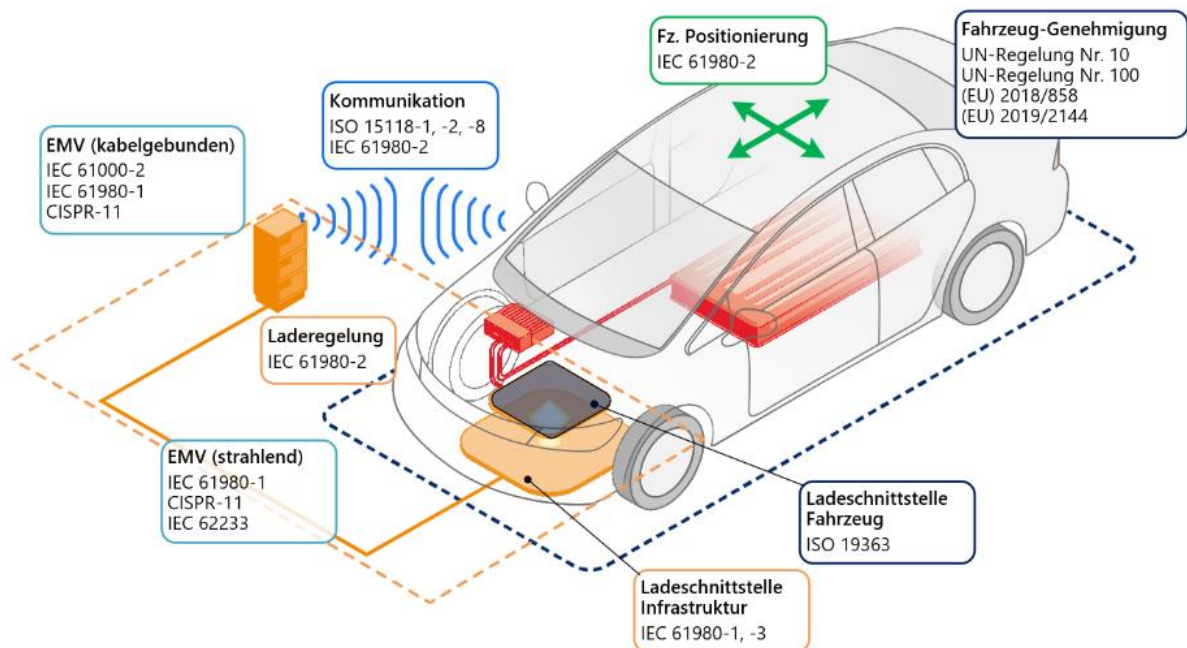 Fz. Positionierung
IEC 61980-2
Fahrzeug-Genehmigung
UN-Regelung Nr. 10
UN-Regelung Nr. 100
(EU) 2018/858
(EU) 2019/2144
Kommunikation
ISO 15118-1, -2, -8
IEC 61980-2
EMV (kabelgebunden)
IEC 61000-2
IEC 61980-1
CISPR-11
Laderegelung
IEC 61980-2
EMV (strahlend)
IEC 61980-1
CISPR-11
IEC 62233
Ladeschnittstelle
Fahrzeug
ISO 19363
Ladeschnittstelle
Infrastruktur
IEC 61980-1, -3